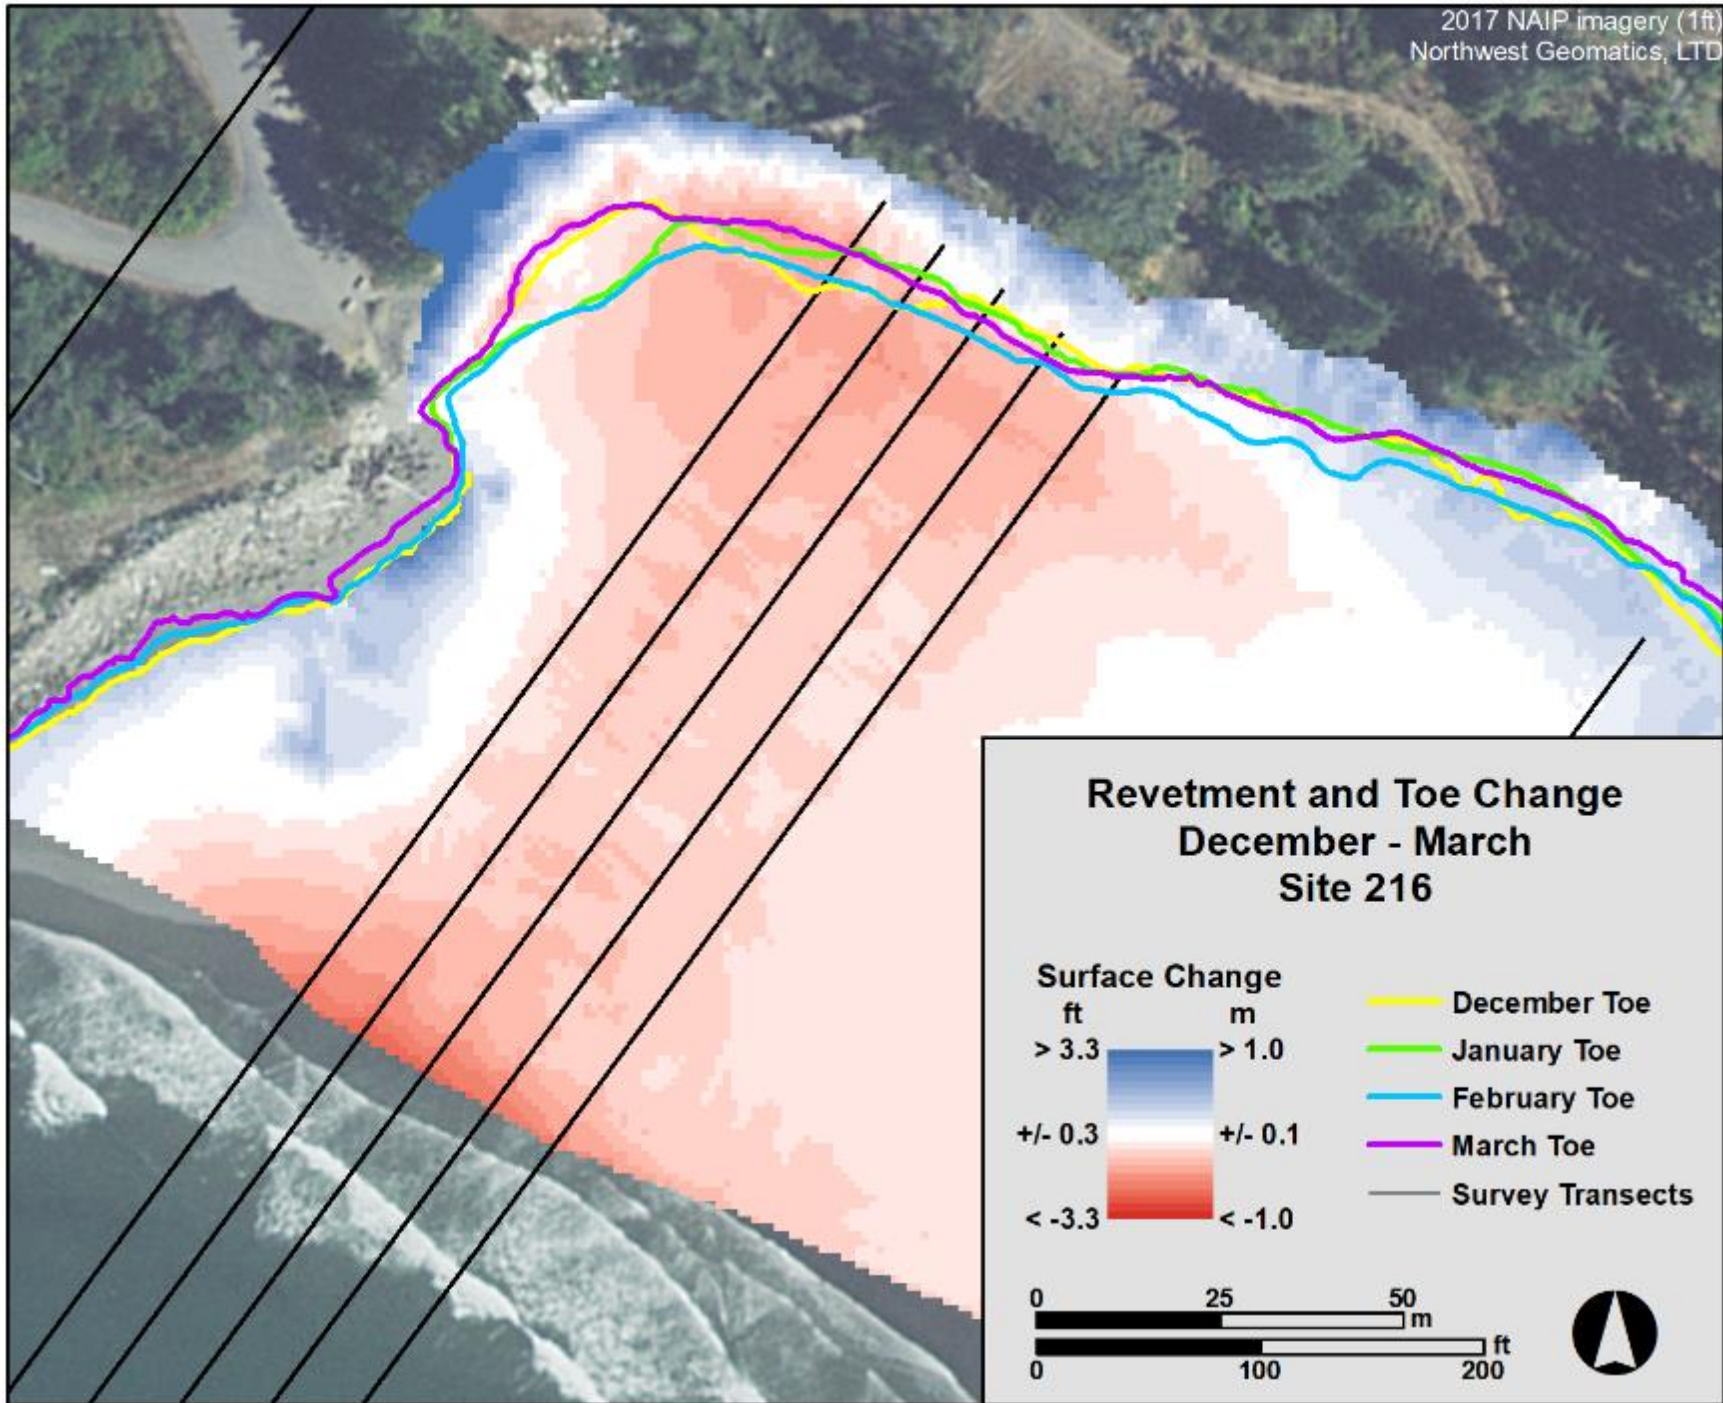 2017 NAIP imagery (1ft)
Northwest Geomatics, LTD
Revetment and Toe Change
December - March
Site 216
Surface Change
ft m
> 3.3 > 1.0
+/- 0.3 +/- 0.1
< -3.3 < -1.0
December Toe
January Toe
February Toe
March Toe
Survey Transects
0 25 50
m
ft
0 100 200